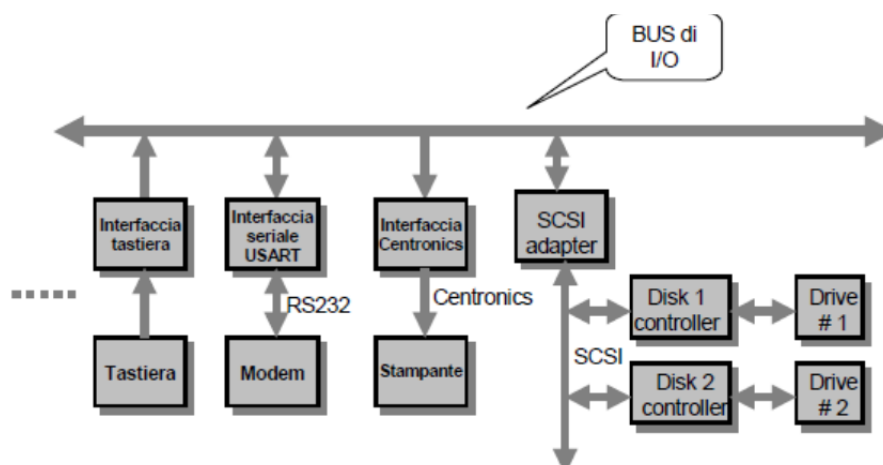 BUS di
I/O
Interfaccia
tastiera
Interfaccia
seriale
USART
Interfaccia
Centronics
SCSI
adapter
RS232
Centronics
Tastiera
Modem
Stampante
SCSI
Disk 1
controller
Drive
# 1
Disk 2
controller
Drive
# 2